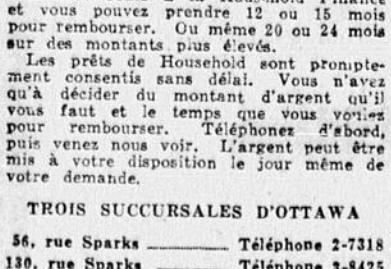 et vous pouvez prendre 12 ou 15 mois
pour rembourser. Ou même 20 ou 24 mois
sur des montants plus élevés.
Les prêts de Household sont prompte-
ment consentis sans délai. Vous n'avez
qu'à décider du montant d'argent qu'il
vous faut et le temps que vous voulez
pour rembourser. Téléphonez d'abord,
puis venez nous voir. L'argent peut être
mis à votre disposition le jour même de
votre demande.
TROIS SUCCURSALES D'OTTAWA
56, rue Sparks Téléphone 2-7318
130, rue Sparks Téléphone 3-8425